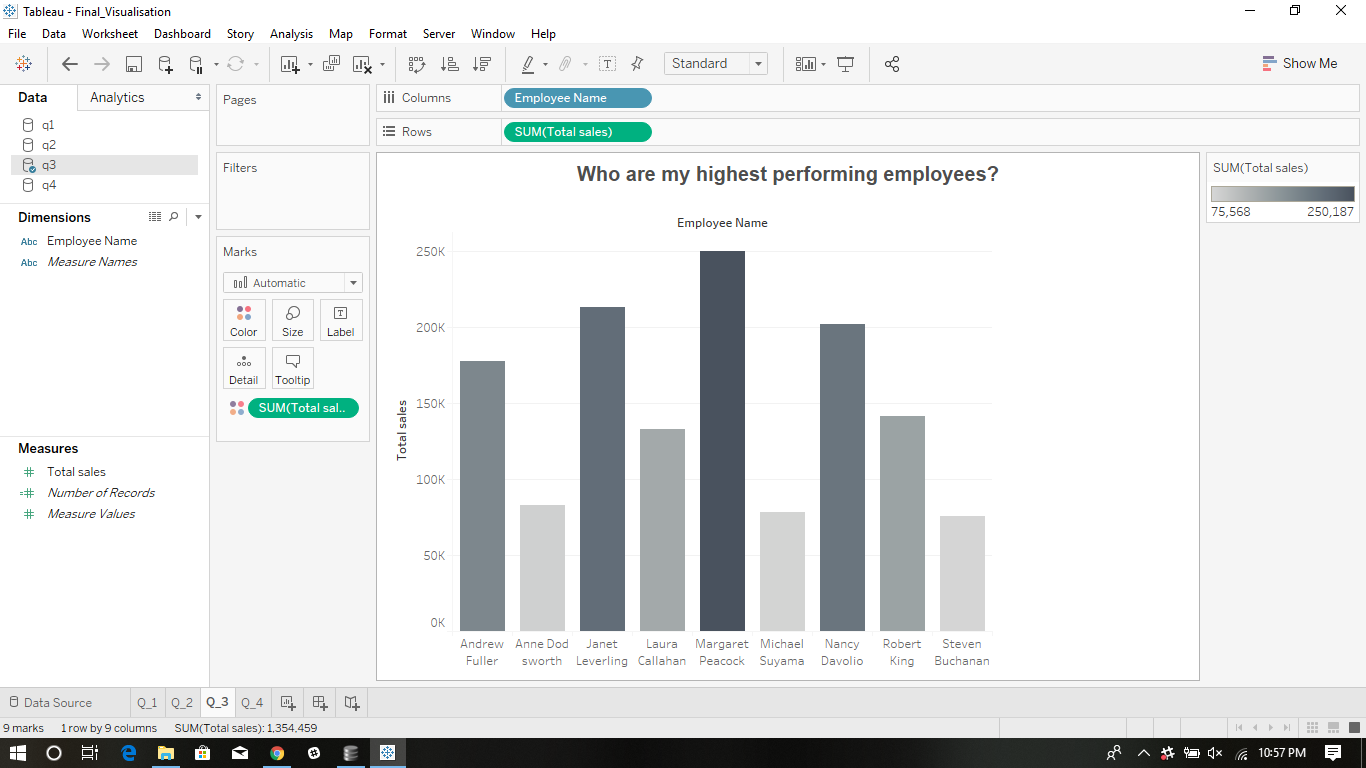 Tableau - Final_Visualisation
File Data Worksheet Dashboard Story Analysis Map Format Server Window Help
Standard
Show Me
Data Analytics
q1
q2
q3
q4
Dimensions
Abc Employee Name
Abc Measure Names
Measures
Total sales
Number of Records
Measure Values
Pages
Filters
Marks
Automatic
Color Size Label
Detail Tooltip
SUM(Total sal..
Columns Employee Name
Rows SUM(Total sales)
Who are my highest performing employees?
Employee Name
Total sales
250K
200K
150K
100K
50K
0K
Andrew Anne Dod Janet Laura Margaret Michael Nancy Robert Steven
Fuller sworth Leverling Callahan Peacock Suyama Davolio King Buchanan
SUM(Total sales)
75,568 250,187
Data Source Q_1 Q_2 Q_3 Q_4
9 marks 1 row by 9 columns SUM(Total sales): 1,354,459
10:57 PM